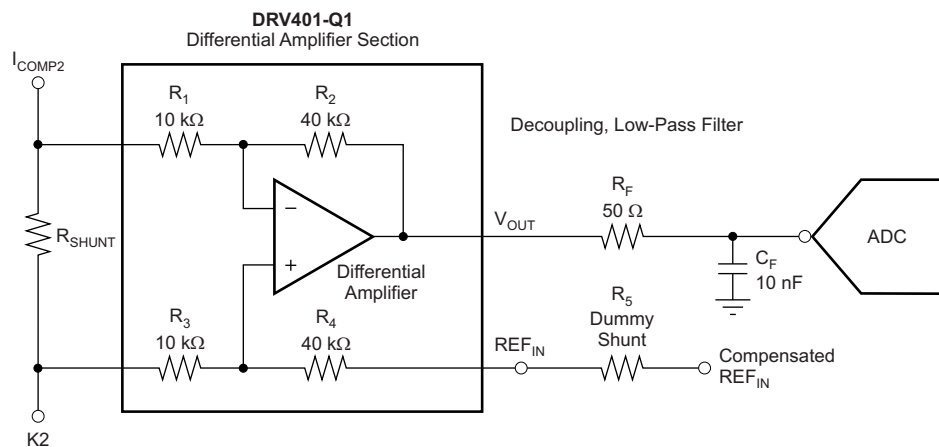 DRV401-Q1
Differential Amplifier Section
I_COMP2
R_1
10 kΩ
R_2
40 kΩ
Decoupling, Low-Pass Filter
R_SHUNT
−
+
Differential
Amplifier
V_OUT
R_F
50 Ω
ADC
C_F
10 nF
R_3
10 kΩ
R_4
40 kΩ
REF_IN
R_5
Dummy
Shunt
Compensated
REF_IN
K2